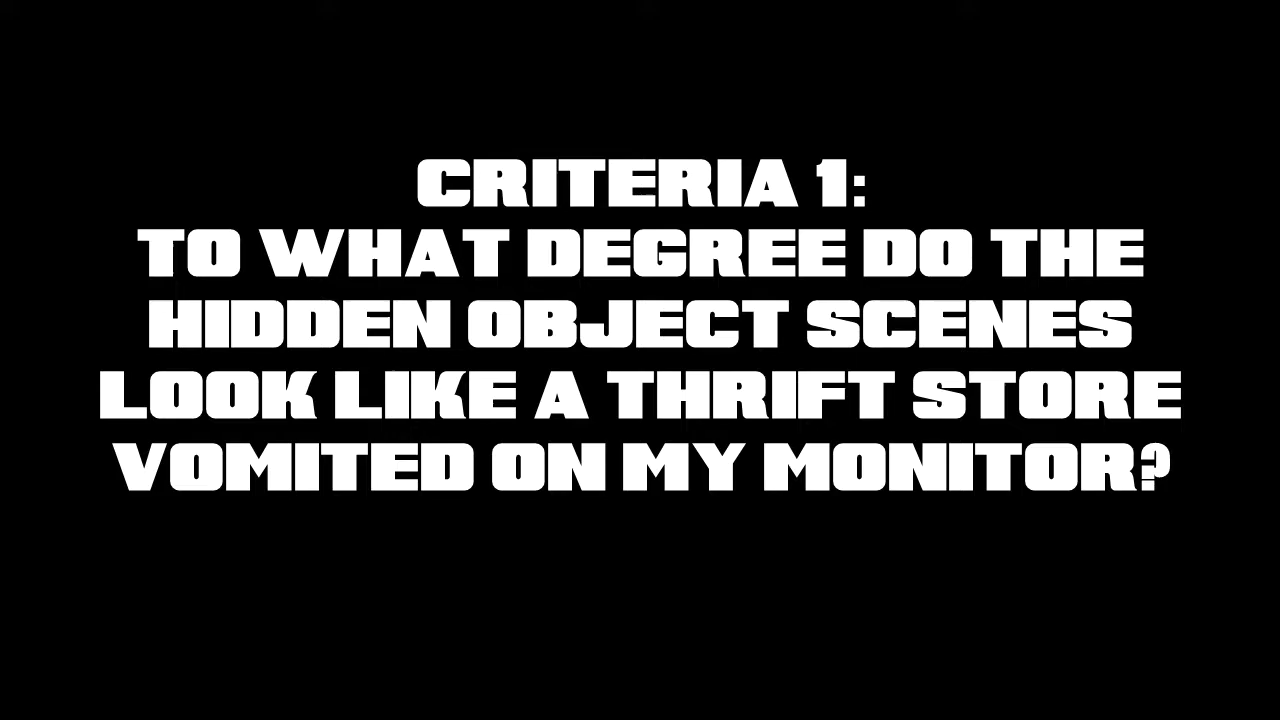 CRITERIA 1:
TO WHAT DEGREE DO THE
HIDDEN OBJECT SCENES
LOOK LIKE A THRIFT STORE
VOMITED ON MY MONITOR?